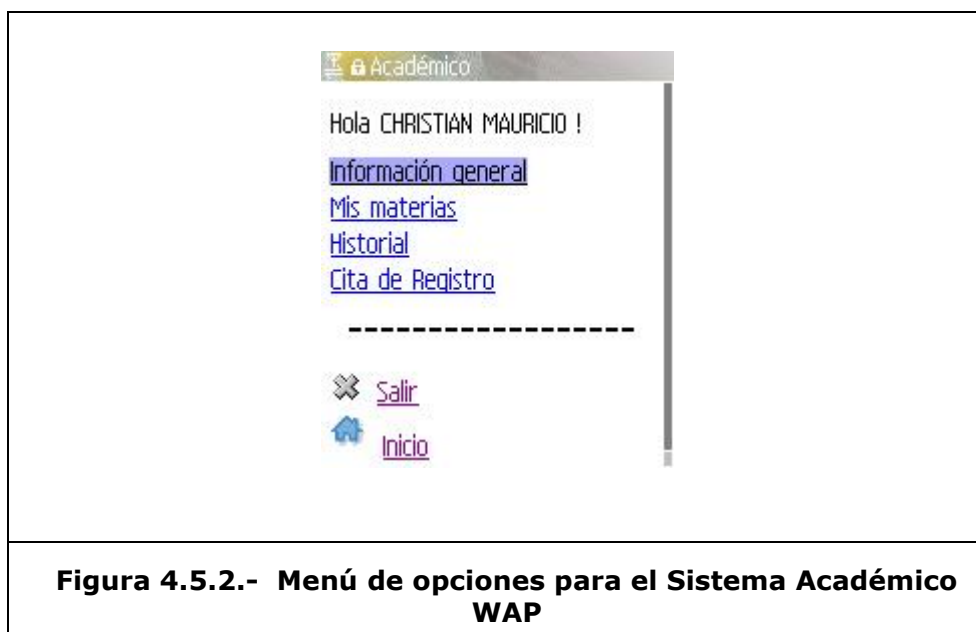 Académico
Hola CHRISTIAN MAURICIO !
Información general
Mis materias
Historial
Cita de Registro
------------------
Salir
Inicio
Figura 4.5.2.- Menú de opciones para el Sistema Académico
WAP